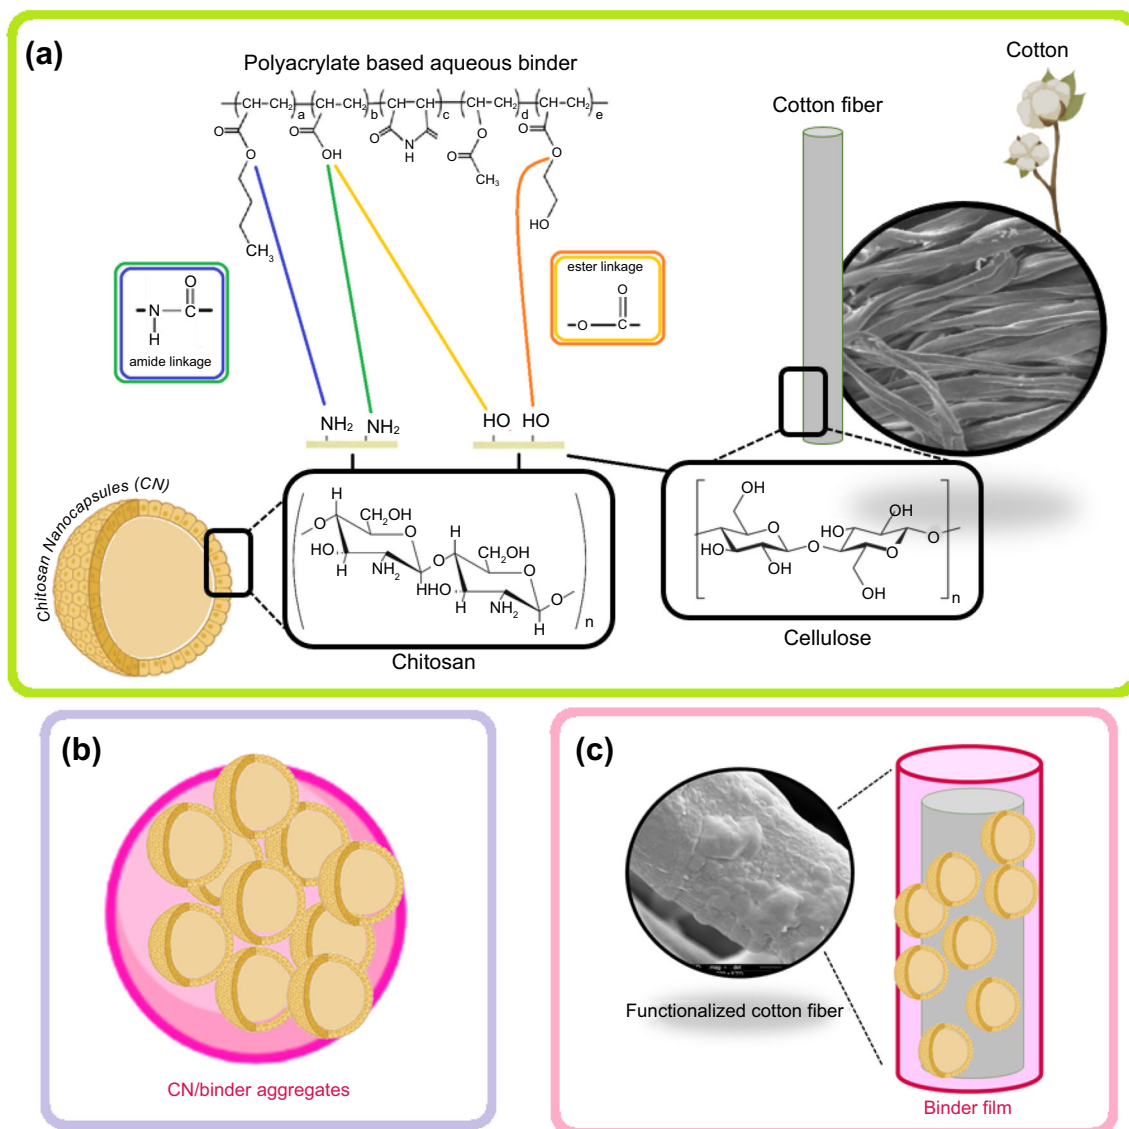 (a)
Polyacrylate based aqueous binder
Cotton
Cotton fiber
CH CH₂ a CH CH₂ b CH CH c CH CH₂ d CH CH₂ e
O O
O OH
O N H
O O CH₃
O O
HO
CH₃
amide linkage
N H C O
ester linkage
O
O C
NH₂ NH₂
HO HO
Chitosan Nanocapsules (CN)
H
O CH₂OH
O
HO H H NH₂
H O H CH₂OH
O
HHO H NH₂ O
H
n
Chitosan
OH
O
HO OH O
HO OH O
O
OH
n
Cellulose
(b)
CN/binder aggregates
(c)
Functionalized cotton fiber
Binder film